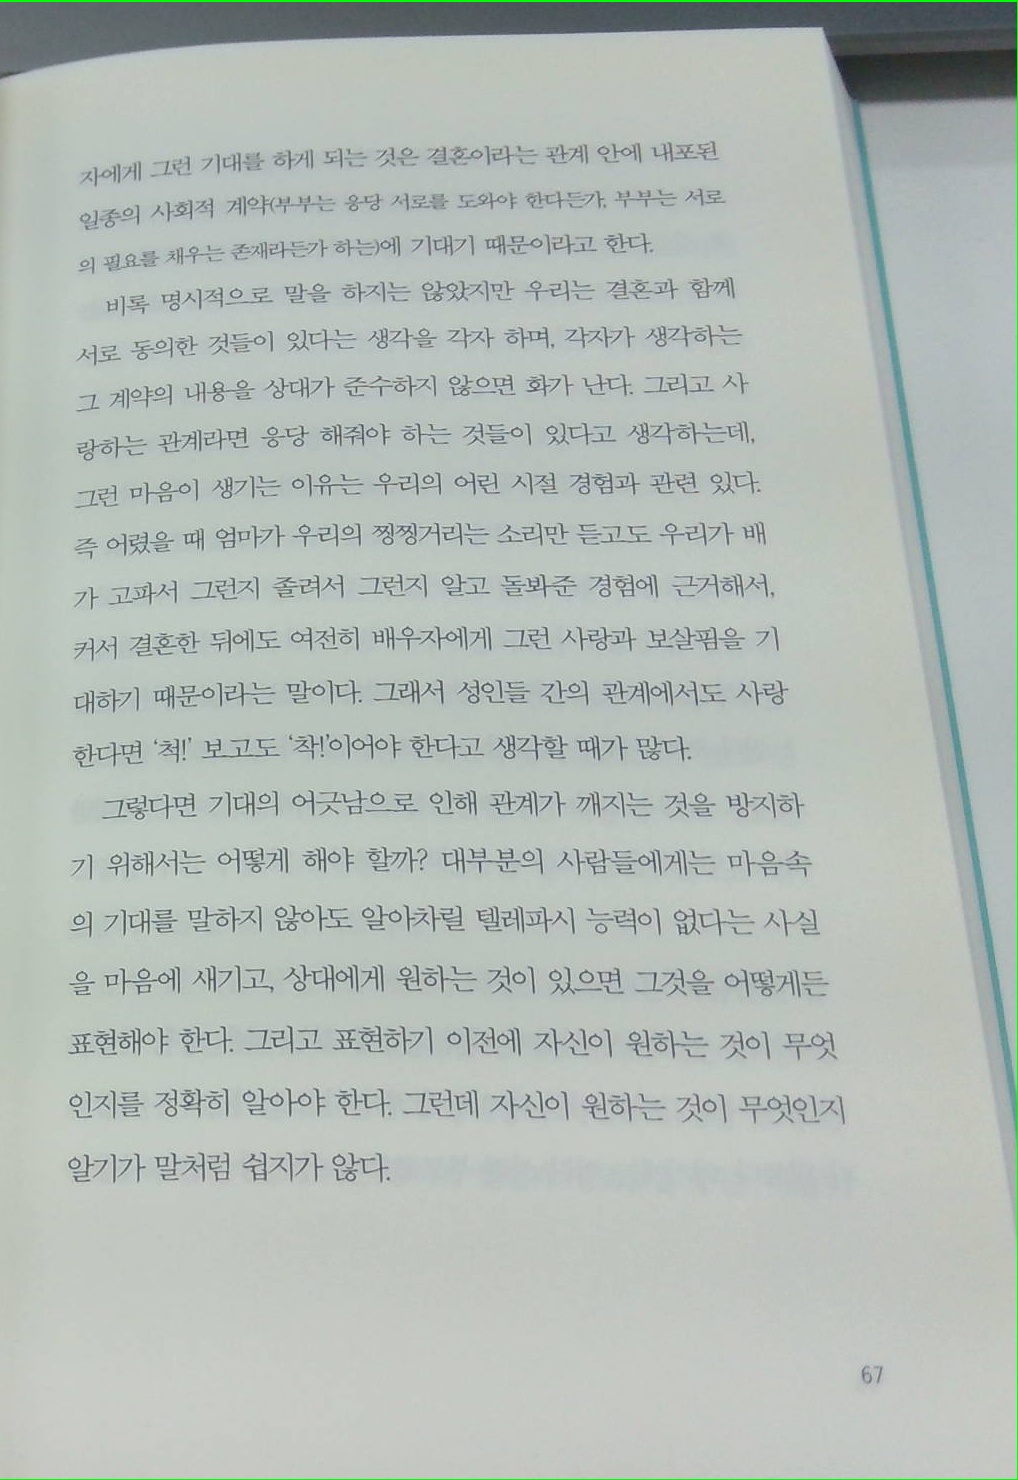 자에게 그런 기대를 하게 되는 것은 결혼이라는 관계 안에 내포된
일종의 사회적 계약(부부는 응당 서로를 도와야 한다든가, 부부는 서로
의 필요를 채우는 존재라든가 하는)에 기대기 때문이라고 한다.
비록 명시적으로 말을 하지는 않았지만 우리는 결혼과 함께
서로 동의한 것들이 있다는 생각을 각자 하며, 각자가 생각하는
그 계약의 내용을 상대가 준수하지 않으면 화가 난다. 그리고 사
랑하는 관계라면 응당 해줘야 하는 것들이 있다고 생각하는데,
그런 마음이 생기는 이유는 우리의 어린 시절 경험과 관련 있다.
즉 어렸을 때 엄마가 우리의 찡찡거리는 소리만 듣고도 우리가 배
가 고파서 그런지 졸려서 그런지 알고 돌봐준 경험에 근거해서,
커서 결혼한 뒤에도 여전히 배우자에게 그런 사랑과 보살핌을 기
대하기 때문이라는 말이다. 그래서 성인들 간의 관계에서도 사랑
한다면 ‘척!’ 보고도 ‘착!’이어야 한다고 생각할 때가 많다.
그렇다면 기대의 어긋남으로 인해 관계가 깨지는 것을 방지하
기 위해서는 어떻게 해야 할까? 대부분의 사람들에게는 마음속
의 기대를 말하지 않아도 알아차릴 텔레파시 능력이 없다는 사실
을 마음에 새기고, 상대에게 원하는 것이 있으면 그것을 어떻게든
표현해야 한다. 그리고 표현하기 이전에 자신이 원하는 것이 무엇
인지를 정확히 알아야 한다. 그런데 자신이 원하는 것이 무엇인지
알기가 말처럼 쉽지가 않다.
67